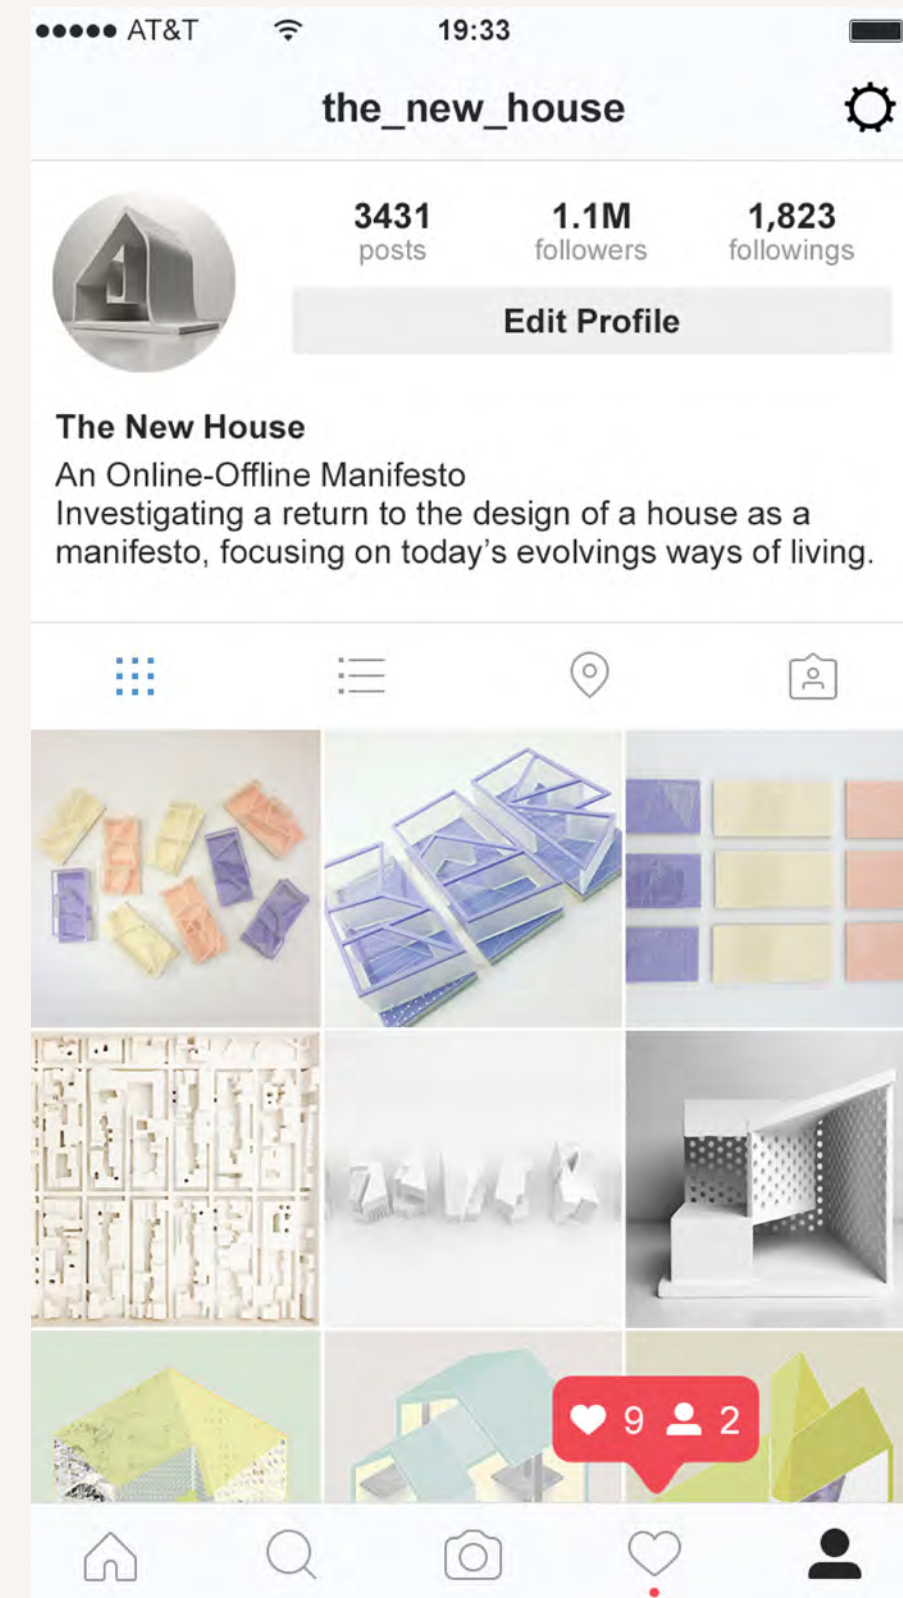 AT&T 19:33
the_new_house
3431 1.1M 1,823
posts followers followings
Edit Profile
The New House
An Online-Offline Manifesto
Investigating a return to the design of a house as a
manifesto, focusing on today’s evolvings ways of living.
9 2